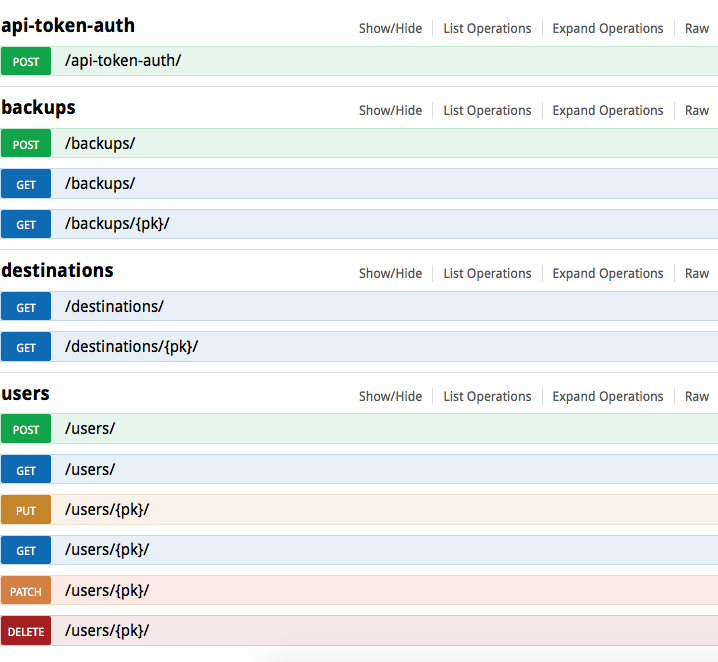 api-token-auth Show/Hide List Operations Expand Operations Raw
POST /api-token-auth/
backups Show/Hide List Operations Expand Operations Raw
POST /backups/
GET /backups/
GET /backups/{pk}/
destinations Show/Hide List Operations Expand Operations Raw
GET /destinations/
GET /destinations/{pk}/
users Show/Hide List Operations Expand Operations Raw
POST /users/
GET /users/
PUT /users/{pk}/
GET /users/{pk}/
PATCH /users/{pk}/
DELETE /users/{pk}/